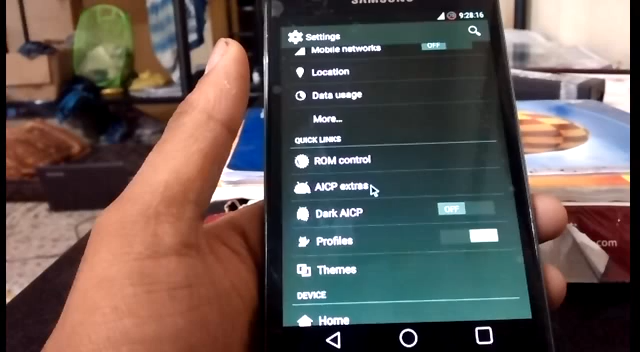 SAMSUNG
9:28:16
Settings
Mobile networks
OFF
Location
Data usage
More...
QUICK LINKS
ROM control
AICP extras
Dark AICP
OFF
Profiles
Themes
DEVICE
Home
.com